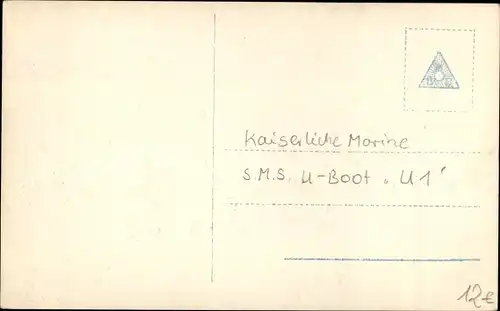 Kaiserliche Marine
S.M.S. U-Boot „U1"
12€